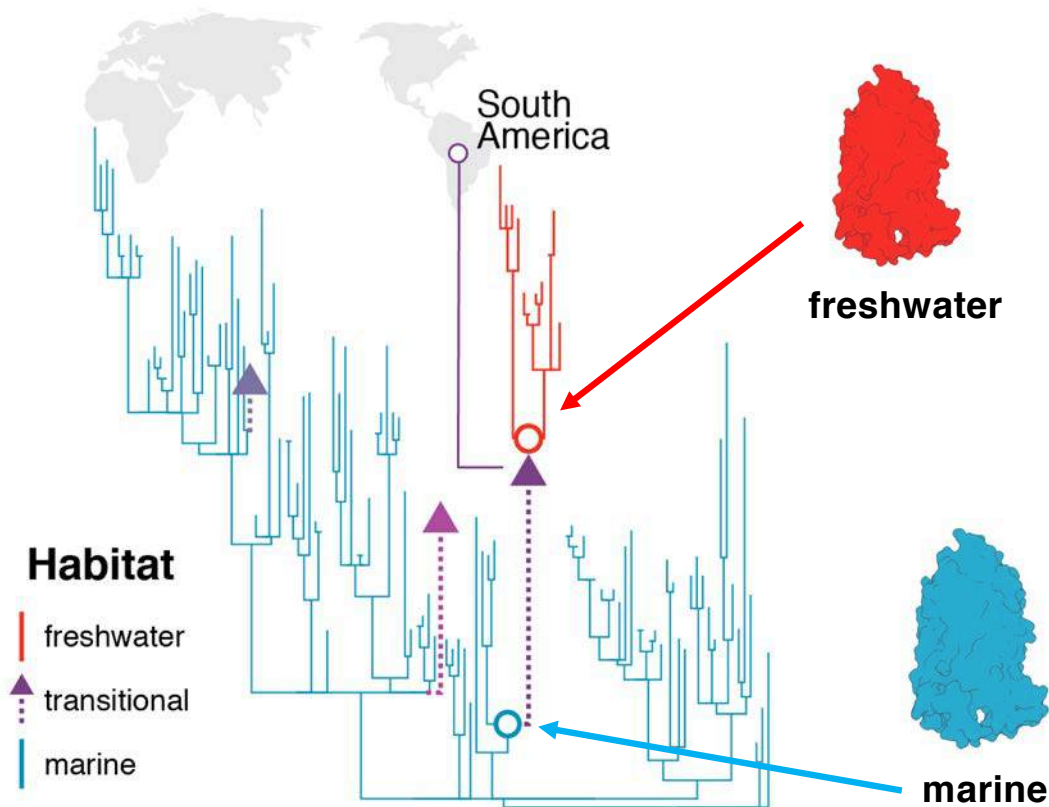 South
America
freshwater
Habitat
freshwater
transitional
marine
marine